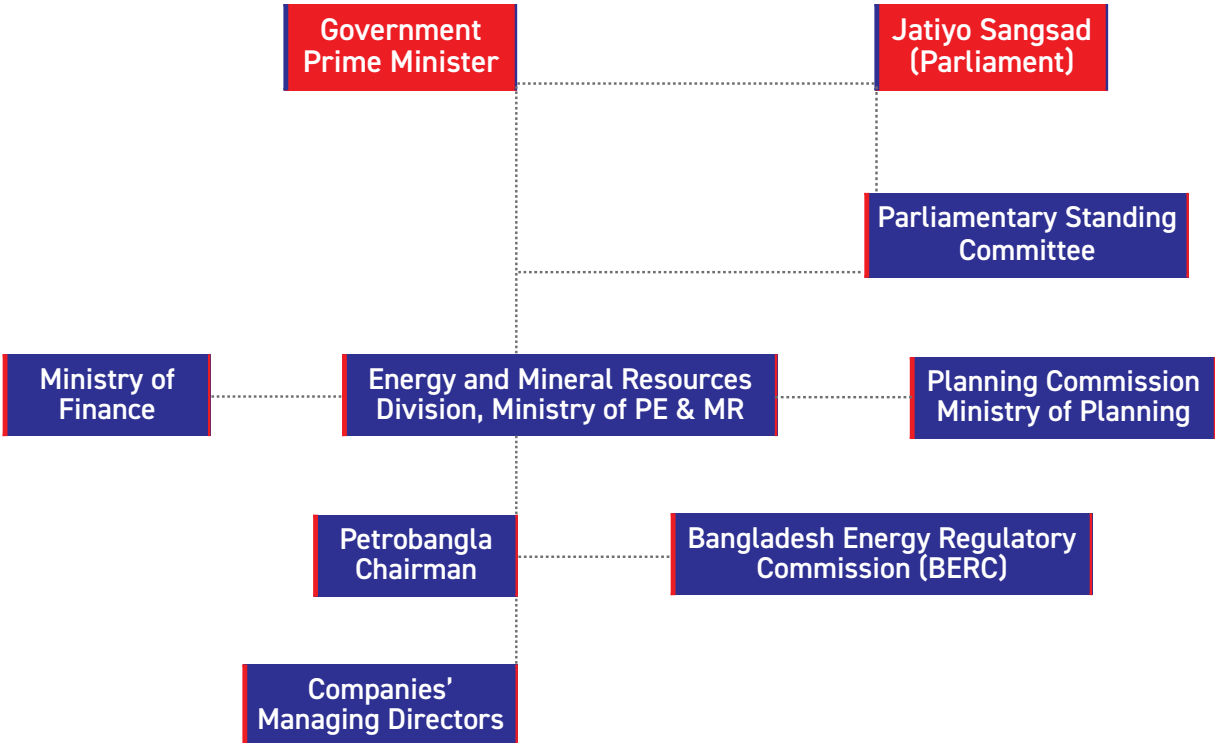 Government
Prime Minister
Jatiyo Sangsad
(Parliament)
Parliamentary Standing
Committee
Ministry of
Finance
Energy and Mineral Resources
Division, Ministry of PE & MR
Planning Commission
Ministry of Planning
Petrobangla
Chairman
Bangladesh Energy Regulatory
Commission (BERC)
Companies’
Managing Directors